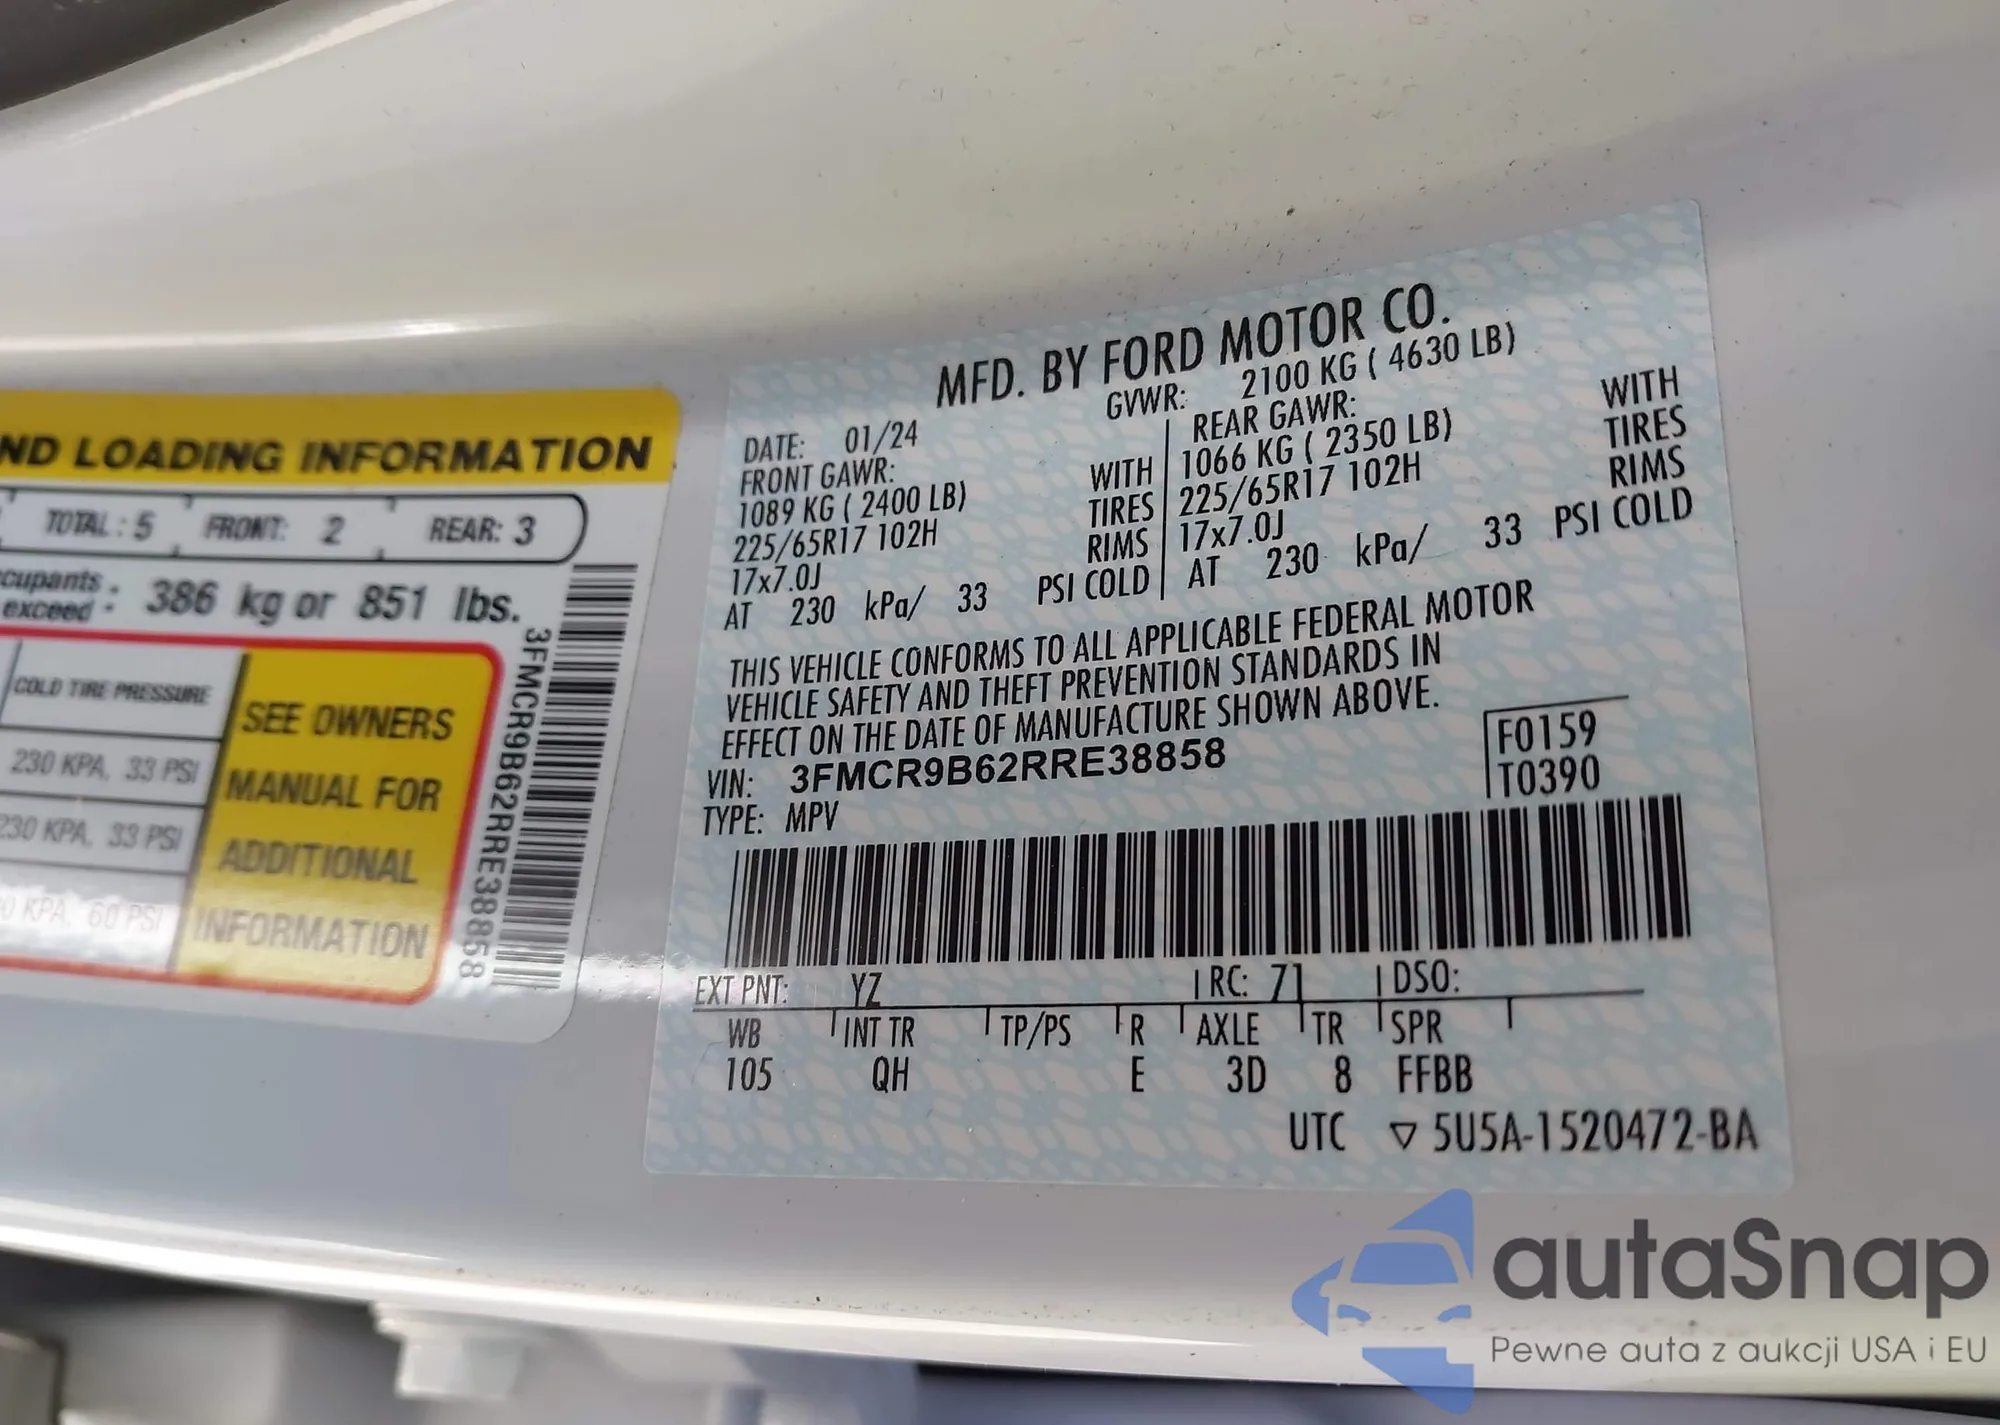 ND LOADING INFORMATION
TOTAL: 5 FRONT: 2 REAR: 3
cupants
exceed : 386 kg or 851 lbs.
COLD TIRE PRESSURE
230 KPA, 33 PSI
230 KPA, 33 PSI
0 KPA, 60 PSI
SEE OWNERS
MANUAL FOR
ADDITIONAL
INFORMATION
3FMCR9B62RRE38858
MFD. BY FORD MOTOR CO.
GVWR: 2100 KG ( 4630 LB)
DATE: 01/24
FRONT GAWR:
1089 KG ( 2400 LB) WITH
225/65R17 102H TIRES
17x7.0J RIMS
AT 230 kPa/ 33 PSI COLD
REAR GAWR:
1066 KG ( 2350 LB) WITH
225/65R17 102H TIRES
17x7.0J RIMS
AT 230 kPa/ 33 PSI COLD
THIS VEHICLE CONFORMS TO ALL APPLICABLE FEDERAL MOTOR
VEHICLE SAFETY AND THEFT PREVENTION STANDARDS IN
EFFECT ON THE DATE OF MANUFACTURE SHOWN ABOVE.
VIN: 3FMCR9B62RRE38858
TYPE: MPV
F0159
T0390
EXT PNT: YZ RC: 71 DSO:
WB INT TR TP/PS R AXLE TR SPR
105 QH E 3D 8 FFBB
UTC ▽ 5U5A-1520472-BA
autaSnap
Pewne auta z aukcji USA i EU